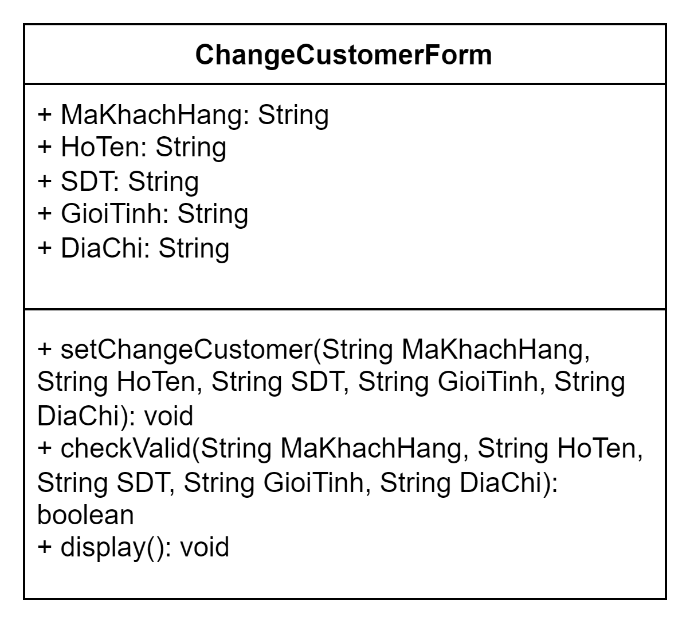 ChangeCustomerForm
+ MaKhachHang: String
+ HoTen: String
+ SDT: String
+ GioiTinh: String
+ DiaChi: String
+ setChangeCustomer(String MaKhachHang,
String HoTen, String SDT, String GioiTinh, String
DiaChi): void
+ checkValid(String MaKhachHang, String HoTen,
String SDT, String GioiTinh, String DiaChi):
boolean
+ display(): void